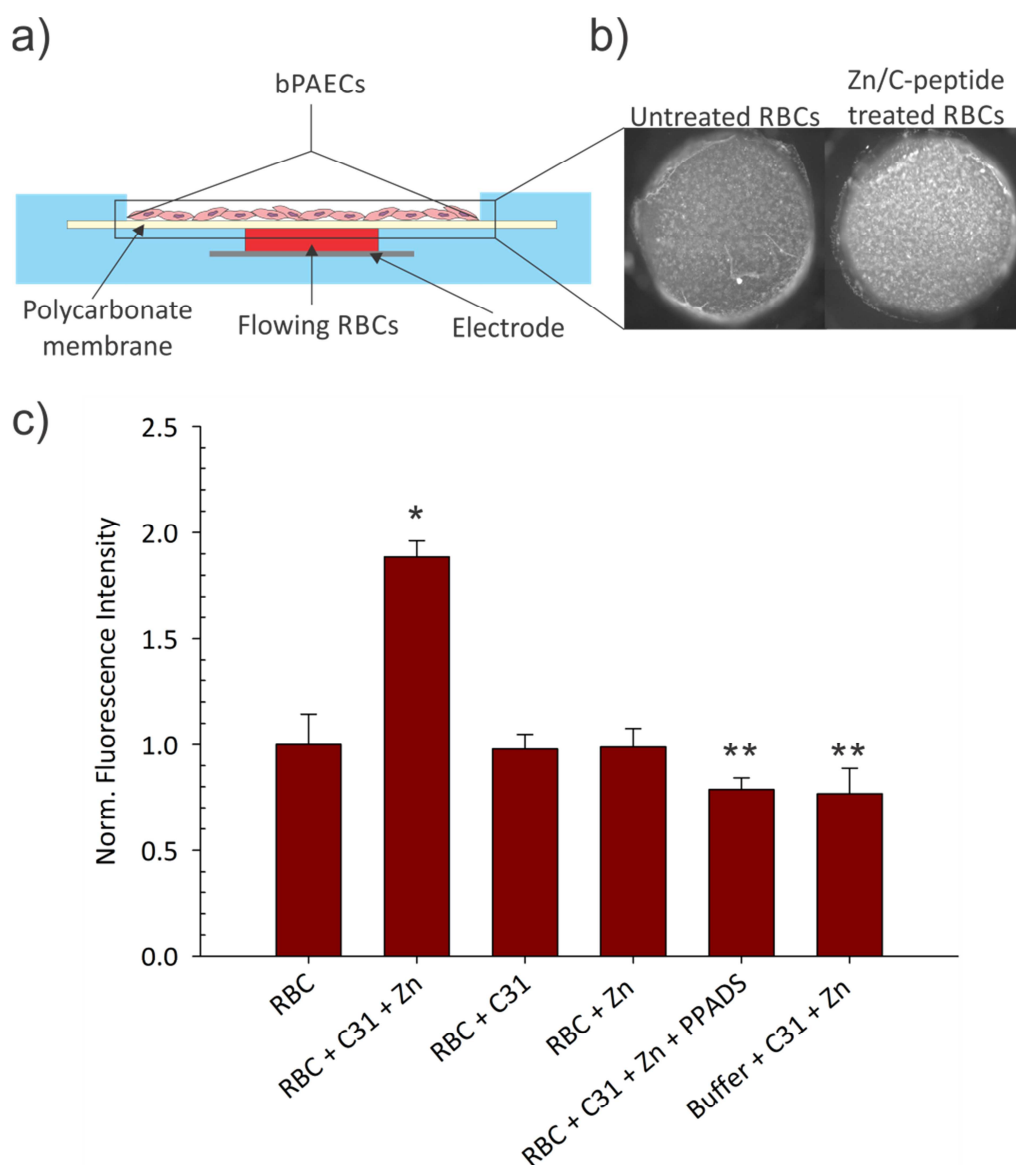 a)
bPAECs
Polycarbonate
membrane
Flowing RBCs
Electrode
b)
Untreated RBCs
Zn/C-peptide
treated RBCs
c)
Norm. Fluorescence Intensity
2.5
2.0
1.5
1.0
0.5
0.0
*
**
**
RBC
RBC + C31 + Zn
RBC + C31
RBC + Zn
RBC + C31 + Zn + PPADS
Buffer + C31 + Zn